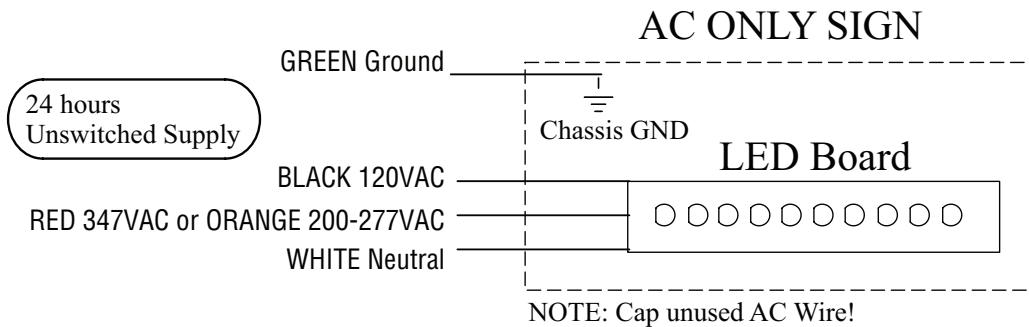 AC ONLY SIGN
GREEN Ground
24 hours
Unswitched Supply
Chassis GND
LED Board
BLACK 120VAC
RED 347VAC or ORANGE 200-277VAC
WHITE Neutral
NOTE: Cap unused AC Wire!